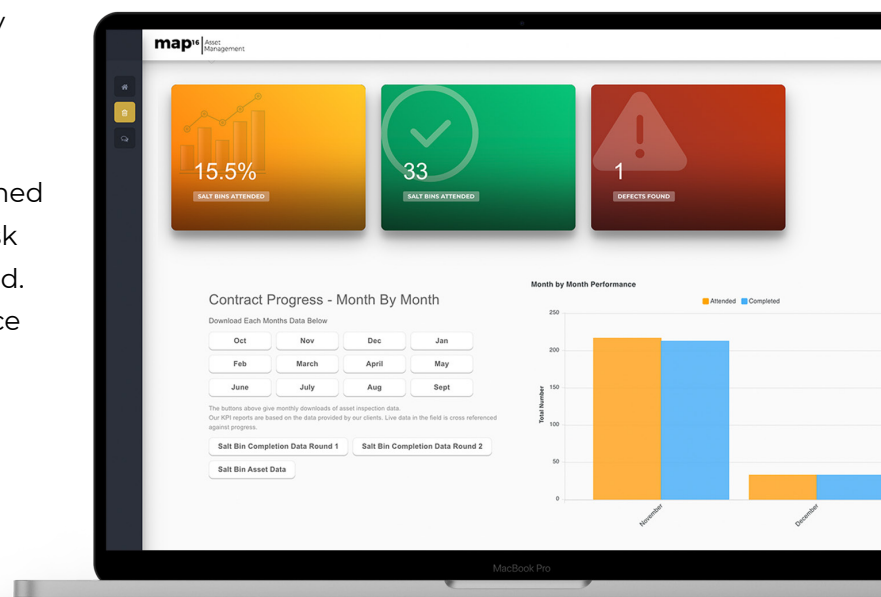 y
ned
sk
d.
ce
map16 Asset
Management
15.5%
SALT BINS ATTENDED
33
SALT BINS ATTENDED
1
DEFECTS FOUND
Contract Progress - Month By Month
Download Each Months Data Below
Oct Nov Dec Jan
Feb March April May
June July Aug Sept
The buttons above give monthly downloads of asset inspection data.
Our KPI reports are based on the data provided by our clients. Live data in the field is cross referenced
against progress.
Salt Bin Completion Data Round 1 Salt Bin Completion Data Round 2
Salt Bin Asset Data
Month by Month Performance
Attended Completed
250
200
150
100
50
0
Total Number
November
December
MacBook Pro